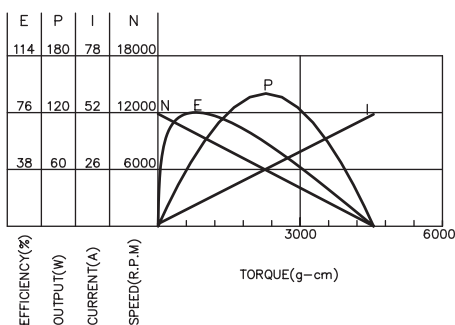 E P I N
114 180 78 18000
76 120 52 12000
N E P I
38 60 26 6000
3000 6000
EFFICIENCY(%)
OUTPUT(W)
CURRENT(A)
SPEED(R.P.M)
TORQUE(g-cm)